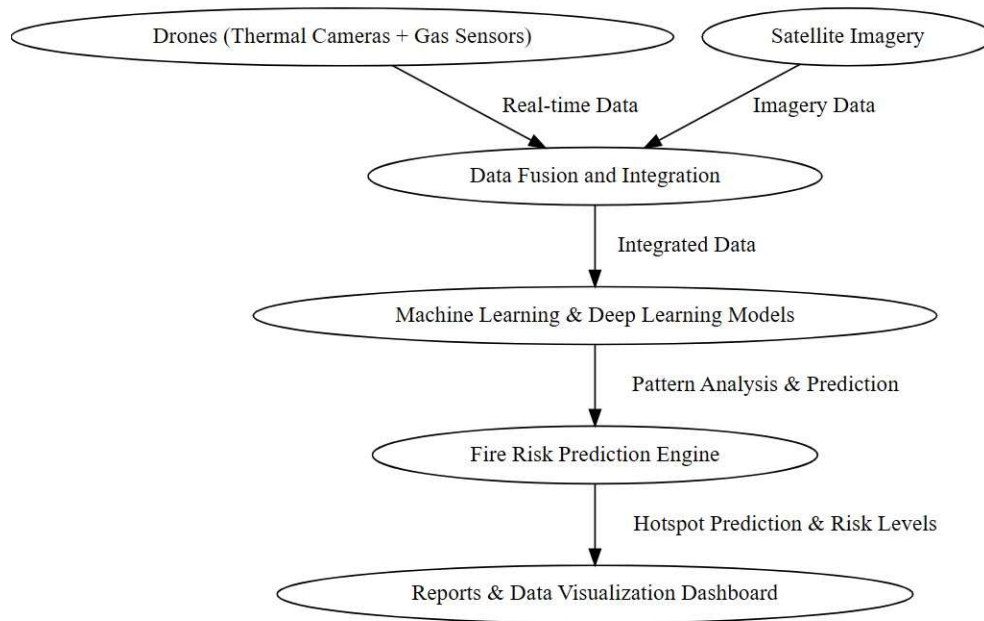 Drones (Thermal Cameras + Gas Sensors)
Satellite Imagery
Real-time Data
Imagery Data
Data Fusion and Integration
Integrated Data
Machine Learning & Deep Learning Models
Pattern Analysis & Prediction
Fire Risk Prediction Engine
Hotspot Prediction & Risk Levels
Reports & Data Visualization Dashboard